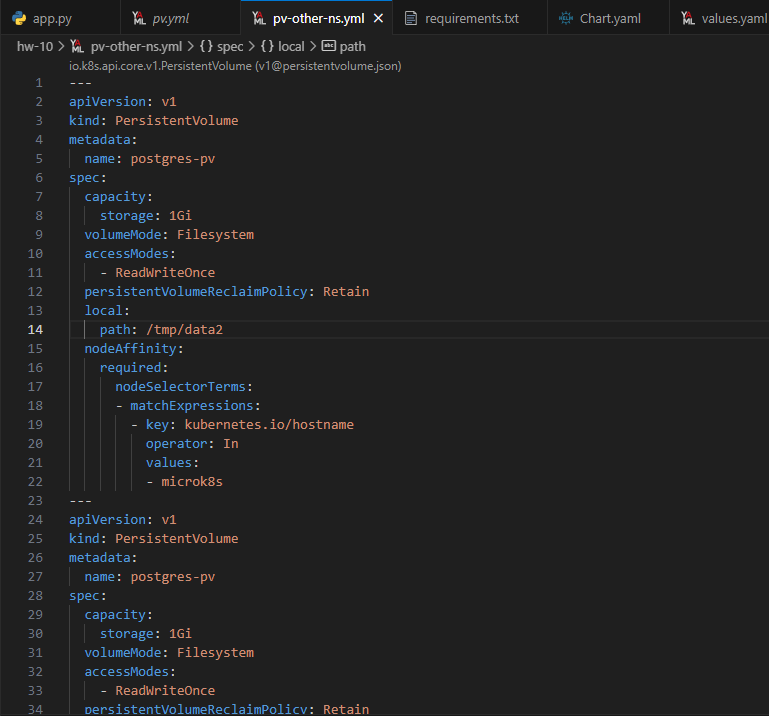 app.py YML pv.yml YML pv-other-ns.yml × requirements.txt Chart.yaml YML values.yaml
hw-10 > YML pv-other-ns.yml > {} spec > {} local > abc path
io.k8s.api.core.v1.PersistentVolume (v1@persistentvolume.json)
1 ---
2 apiVersion: v1
3 kind: PersistentVolume
4 metadata:
5 name: postgres-pv
6 spec:
7 capacity:
8 storage: 1Gi
9 volumeMode: Filesystem
10 accessModes:
11 - ReadWriteOnce
12 persistentVolumeReclaimPolicy: Retain
13 local:
14 path: /tmp/data2
15 nodeAffinity:
16 required:
17 nodeSelectorTerms:
18 - matchExpressions:
19 - key: kubernetes.io/hostname
20 operator: In
21 values:
22 - microk8s
23 ---
24 apiVersion: v1
25 kind: PersistentVolume
26 metadata:
27 name: postgres-pv
28 spec:
29 capacity:
30 storage: 1Gi
31 volumeMode: Filesystem
32 accessModes:
33 - ReadWriteOnce
34 persistentVolumeReclaimPolicy: Retain